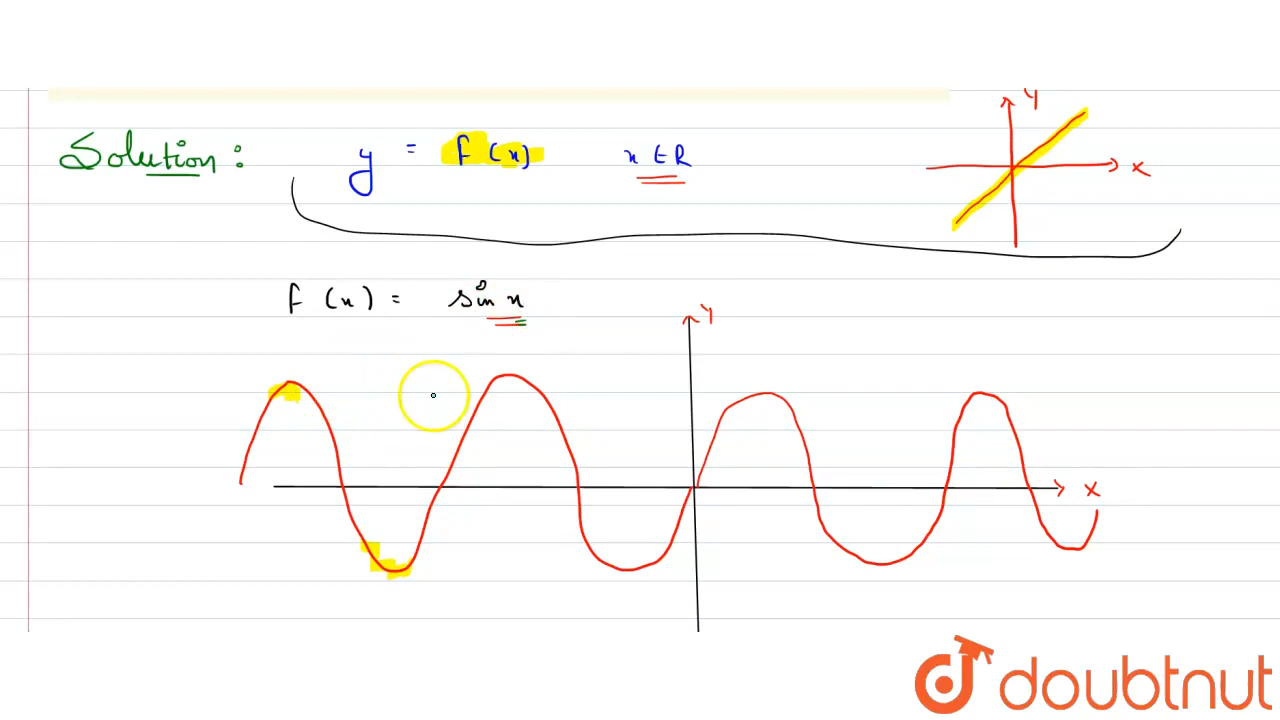 Solution : y = f(x) x ∈ R
Y
X
f(x) = sin x
Y
X
doubtnut